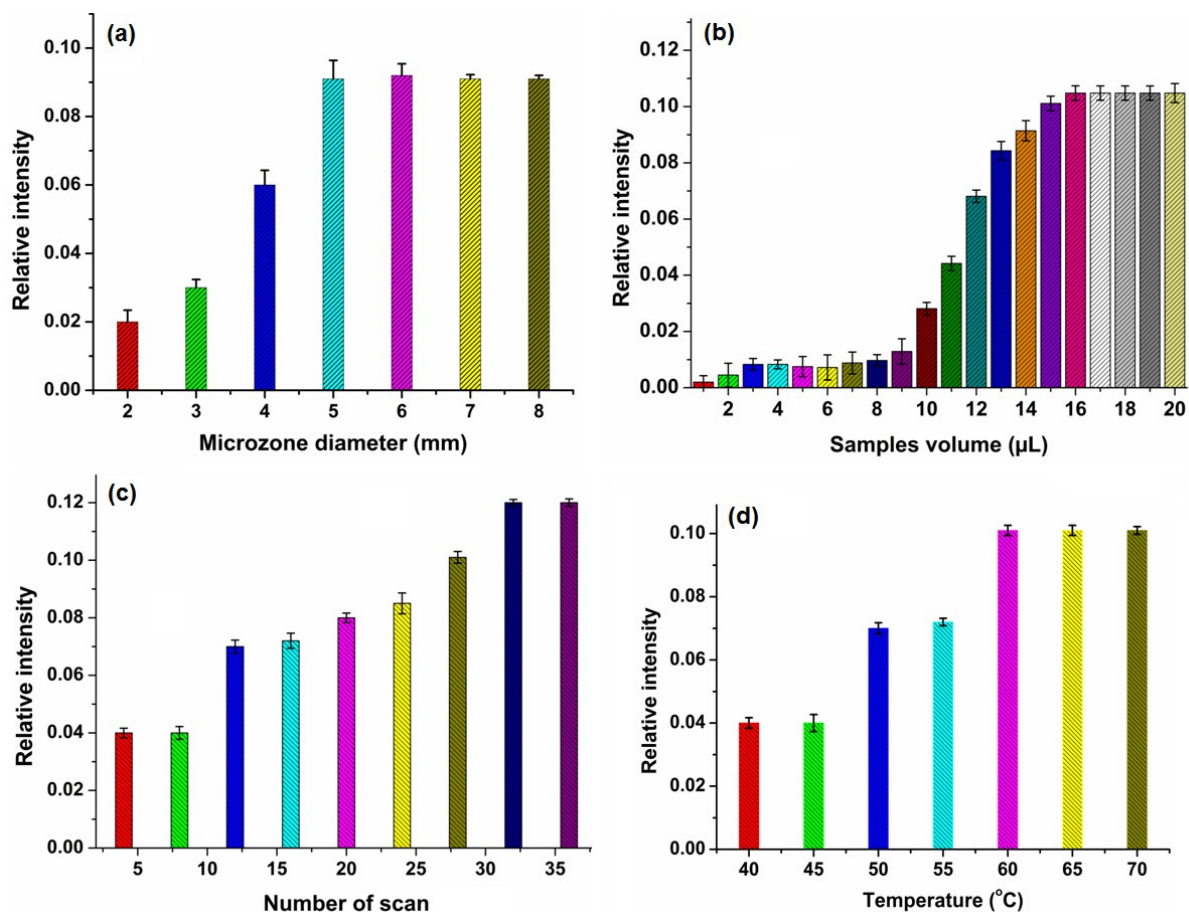 (a)
Relative intensity
0.10
0.08
0.06
0.04
0.02
0.00
2 3 4 5 6 7 8
Microzone diameter (mm)
(b)
Relative intensity
0.12
0.10
0.08
0.06
0.04
0.02
0.00
2 4 6 8 10 12 14 16 18 20
Samples volume (µL)
(c)
Relative intensity
0.12
0.10
0.08
0.06
0.04
0.02
0.00
5 10 15 20 25 30 35
Number of scan
(d)
Relative intensity
0.10
0.08
0.06
0.04
0.02
0.00
40 45 50 55 60 65 70
Temperature (°C)